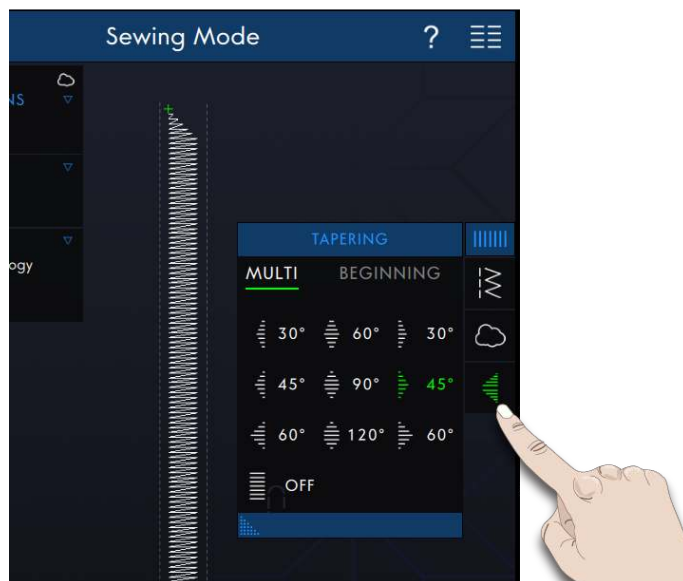 Sewing Mode ?
NS
ogy
TAPERING
MULTI BEGINNING
30° 60° 30°
45° 90° 45°
60° 120° 60°
OFF